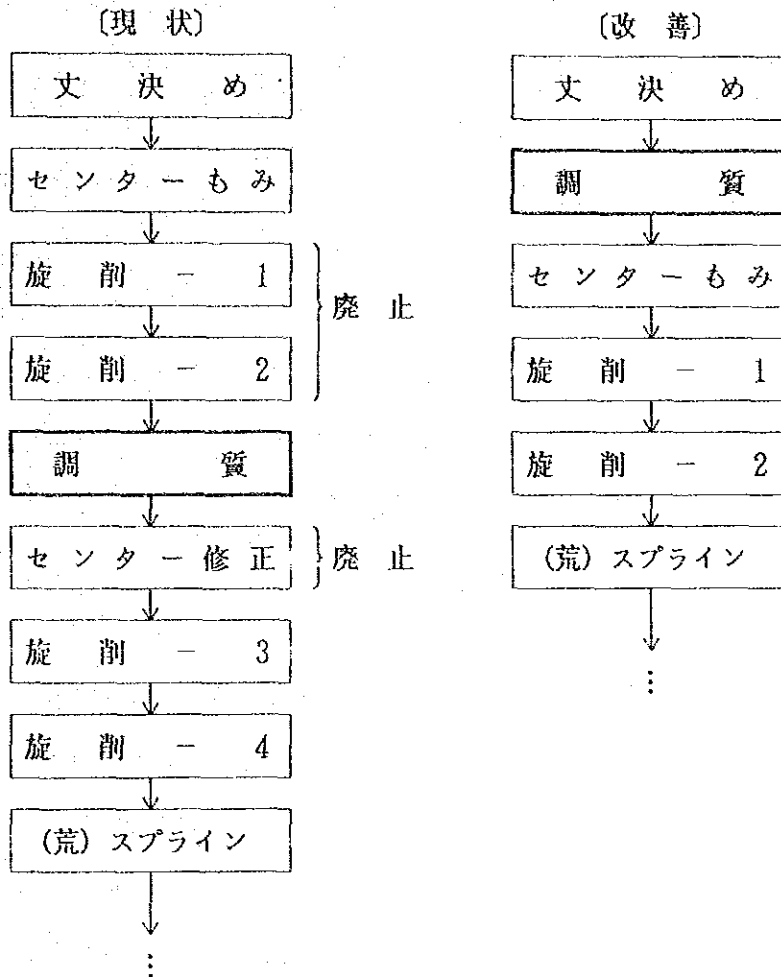 〔現 状〕
丈 決 め
センターもみ
旋 削 － 1
旋 削 － 2
廃 止
調 質
センター修正
廃 止
旋 削 － 3
旋 削 － 4
(荒)スプライン
⋮
〔改 善〕
丈 決 め
調 質
センターもみ
旋 削 － 1
旋 削 － 2
(荒)スプライン
⋮